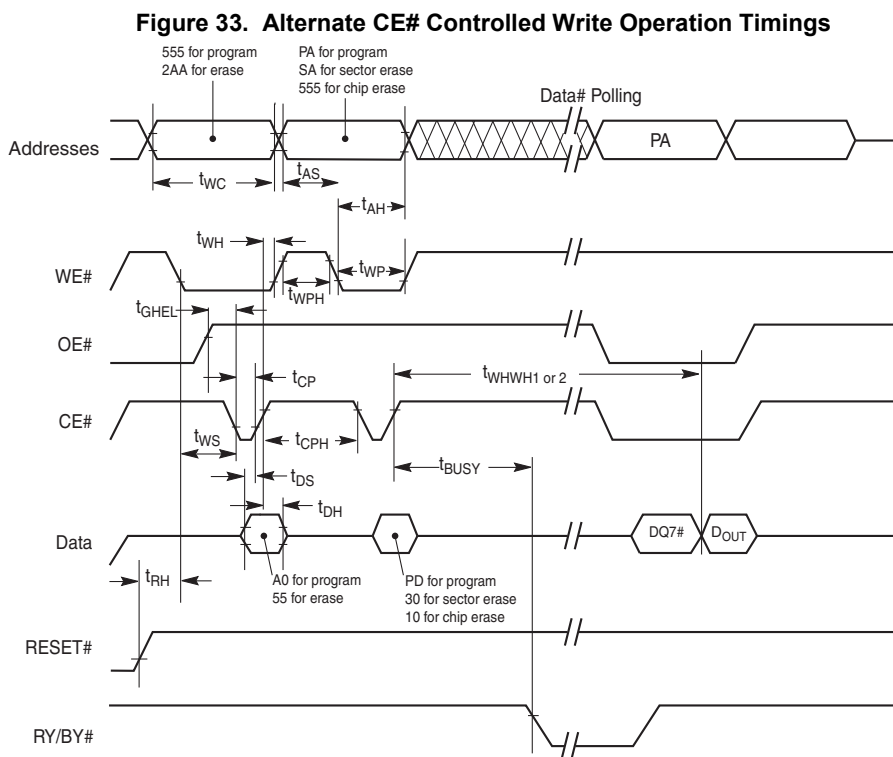 Figure 33. Alternate CE# Controlled Write Operation Timings
555 for program
2AA for erase
PA for program
SA for sector erase
555 for chip erase
Data# Polling
Addresses
PA
tWC
tAS
tAH
tWH
WE#
tWP
tWPH
tGHEL
OE#
tCP
tWHWH1 or 2
CE#
tWS
tCPH
tBUSY
tDS
tDH
Data
DQ7#
DOUT
tRH
A0 for program
55 for erase
PD for program
30 for sector erase
10 for chip erase
RESET#
RY/BY#